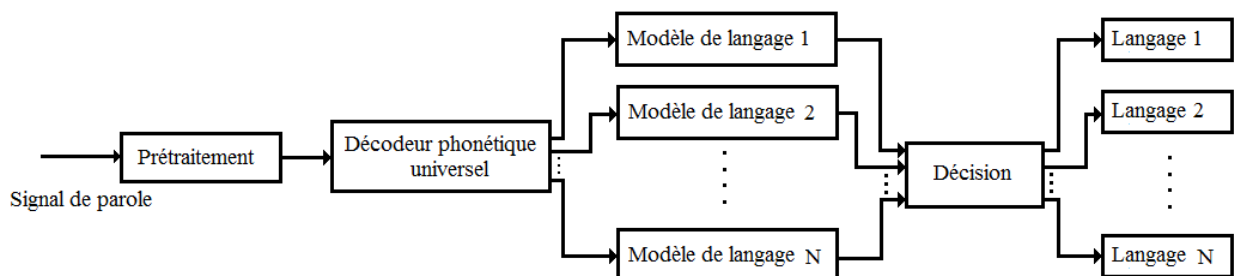 Signal de parole
Prétraitement
Décodeur phonétique
universel
Modèle de langage 1
Modèle de langage 2
Modèle de langage N
Décision
Langage 1
Langage 2
Langage N